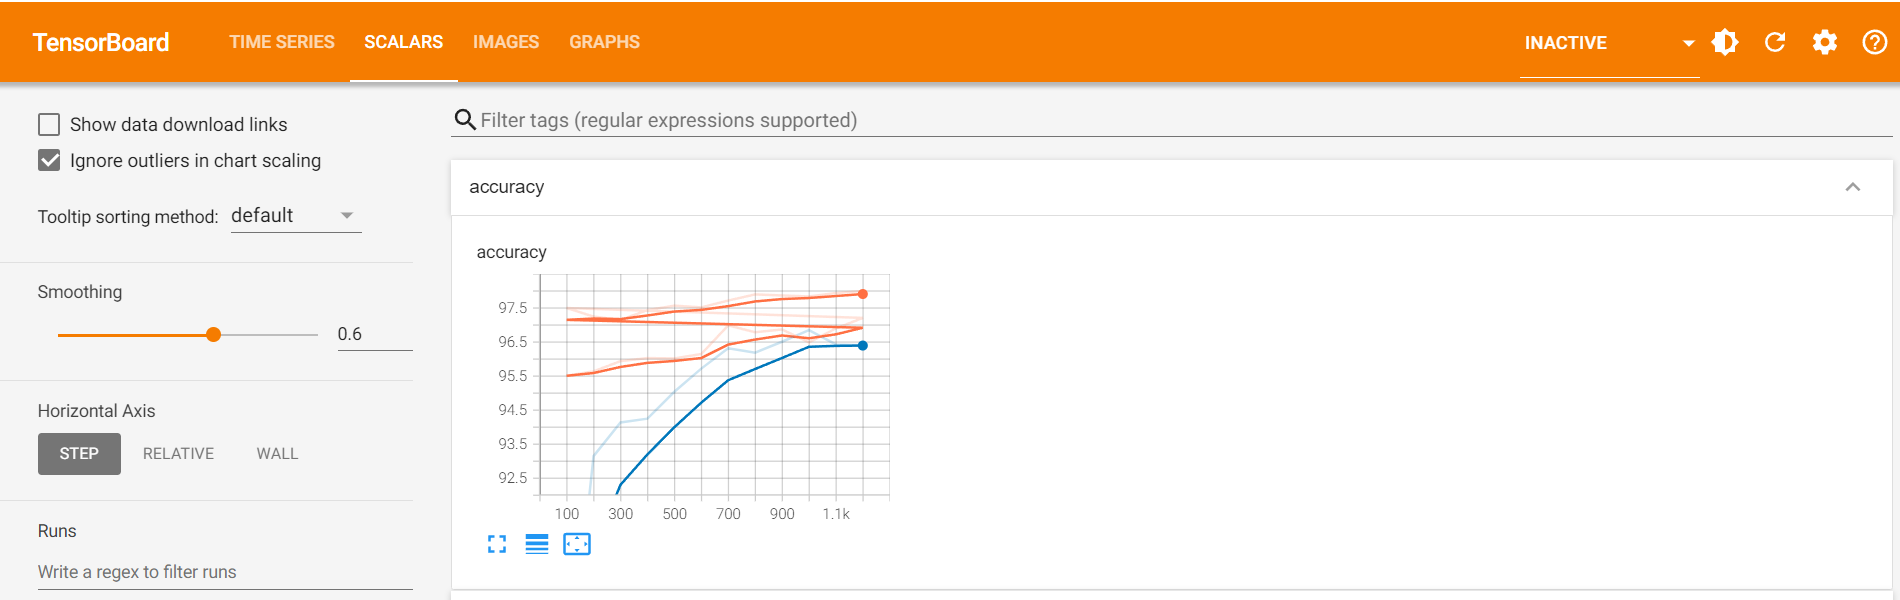 TensorBoard TIME SERIES SCALARS IMAGES GRAPHS INACTIVE
Show data download links
Ignore outliers in chart scaling
Tooltip sorting method: default
Smoothing
0.6
Horizontal Axis
STEP RELATIVE WALL
Runs
Write a regex to filter runs
Filter tags (regular expressions supported)
accuracy
accuracy
97.5
96.5
95.5
94.5
93.5
92.5
100 300 500 700 900 1.1k